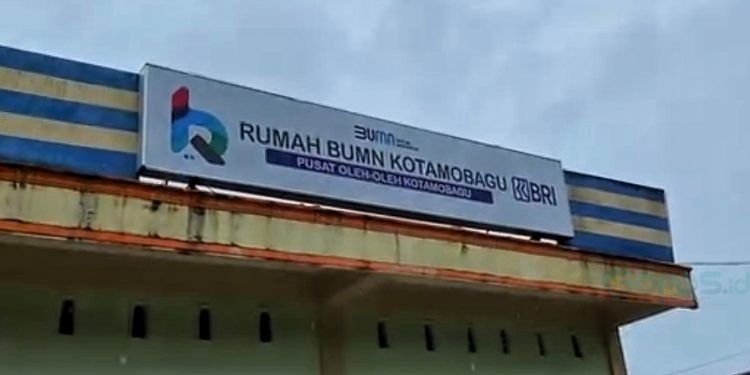 BUMN
RUMAH BUMN KOTAMOBAGU
BRI
PUSAT OLEH-OLEH KOTAMOBAGU